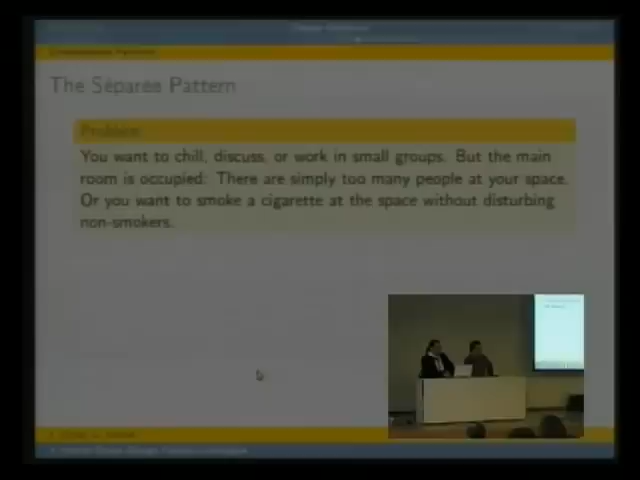 The Séparée Pattern
Problem
You want to chill, discuss, or work in small groups. But the main
room is occupied: There are simply too many people at your space.
Or you want to smoke a cigarette at the space without disturbing
non-smokers.